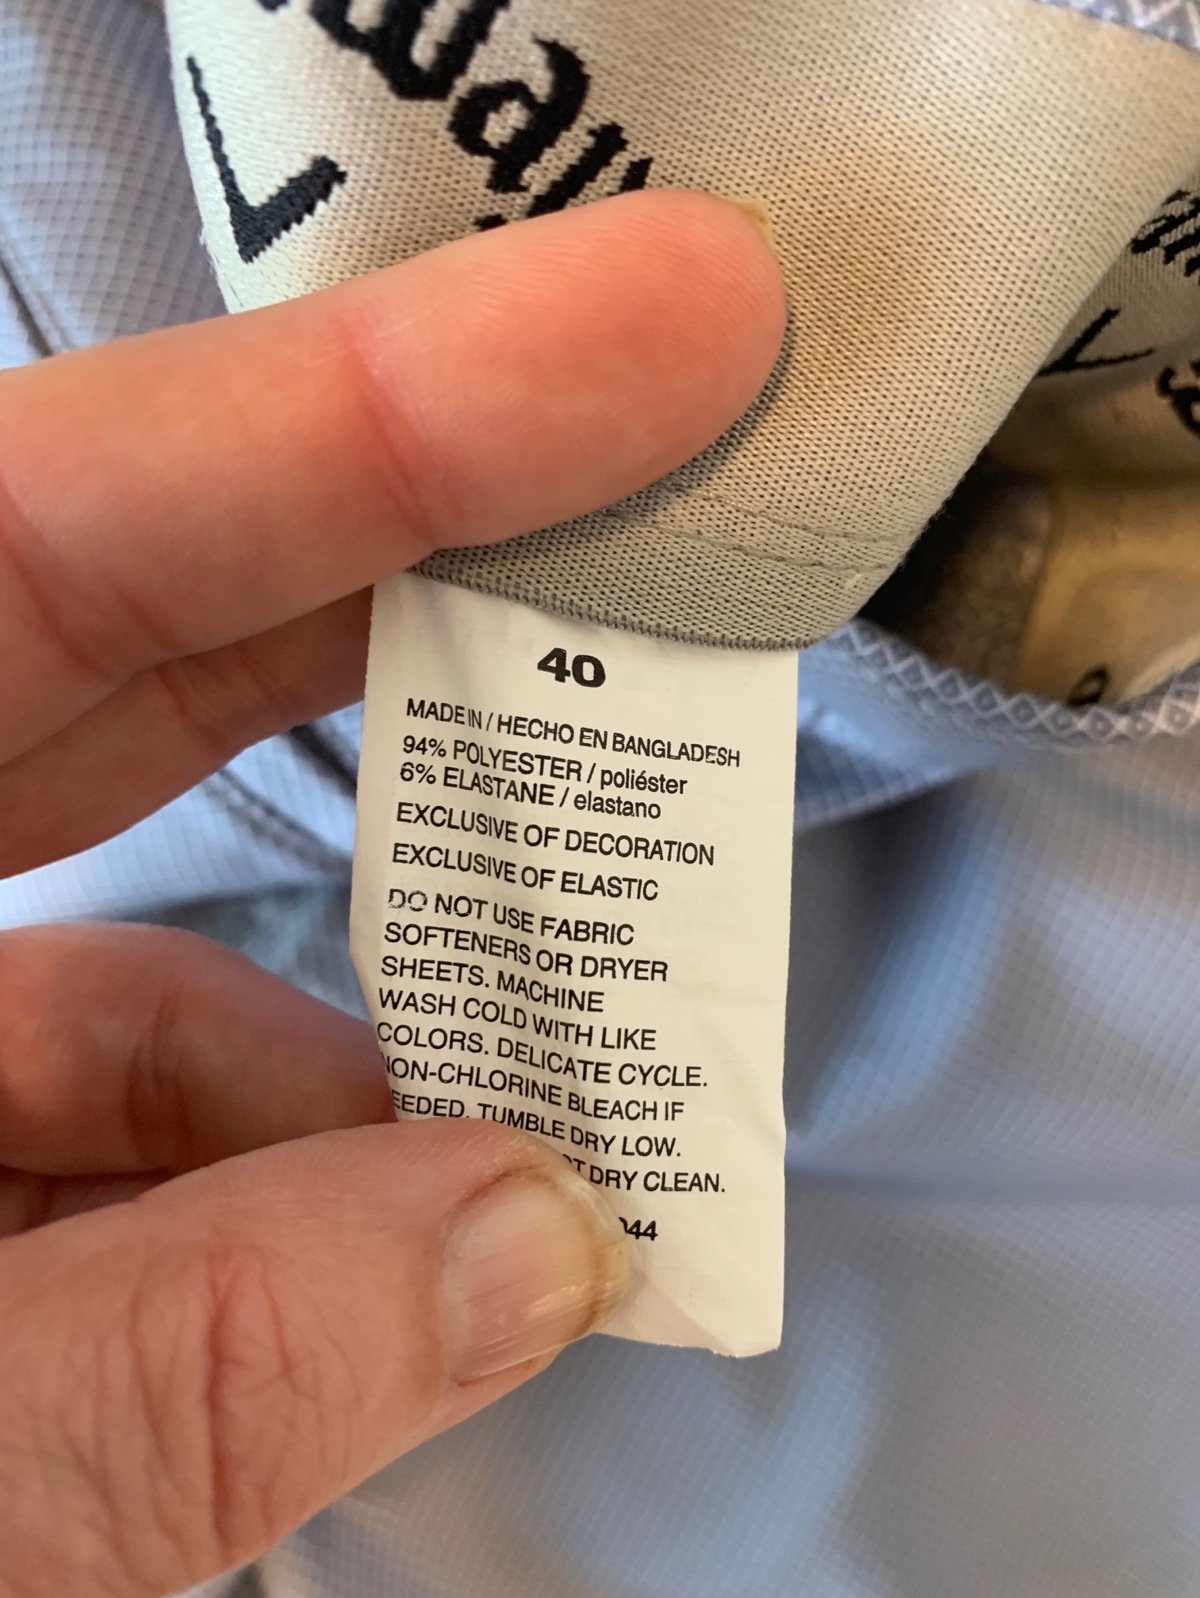 40
MADE IN / HECHO EN BANGLADESH
94% POLYESTER / poliéster
6% ELASTANE / elastano
EXCLUSIVE OF DECORATION
EXCLUSIVE OF ELASTIC
DO NOT USE FABRIC
SOFTENERS OR DRYER
SHEETS. MACHINE
WASH COLD WITH LIKE
COLORS. DELICATE CYCLE.
NON-CHLORINE BLEACH IF
EEDED. TUMBLE DRY LOW.
DRY CLEAN.